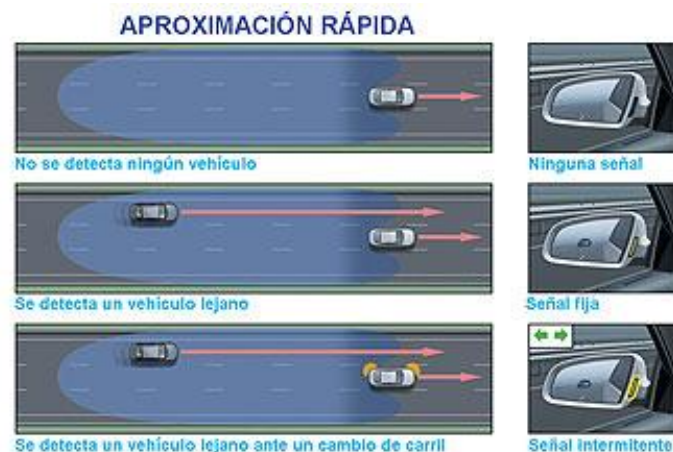 APROXIMACIÓN RÁPIDA
No se detecta ningún vehículo
Ninguna señal
Se detecta un vehículo lejano
Señal fija
Se detecta un vehículo lejano ante un cambio de carril
Señal intermitente